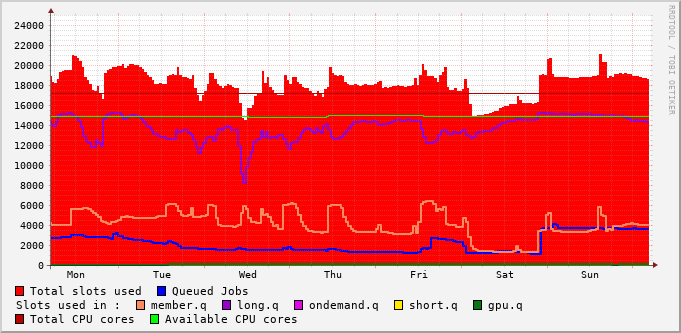 24000
22000
20000
18000
16000
14000
12000
10000
8000
6000
4000
2000
0
Mon Tue Wed Thu Fri Sat Sun
Total slots used Queued Jobs
Slots used in : member.q long.q ondemand.q short.q gpu.q
Total CPU cores Available CPU cores
RRDTOOL / TOBI OETIKER